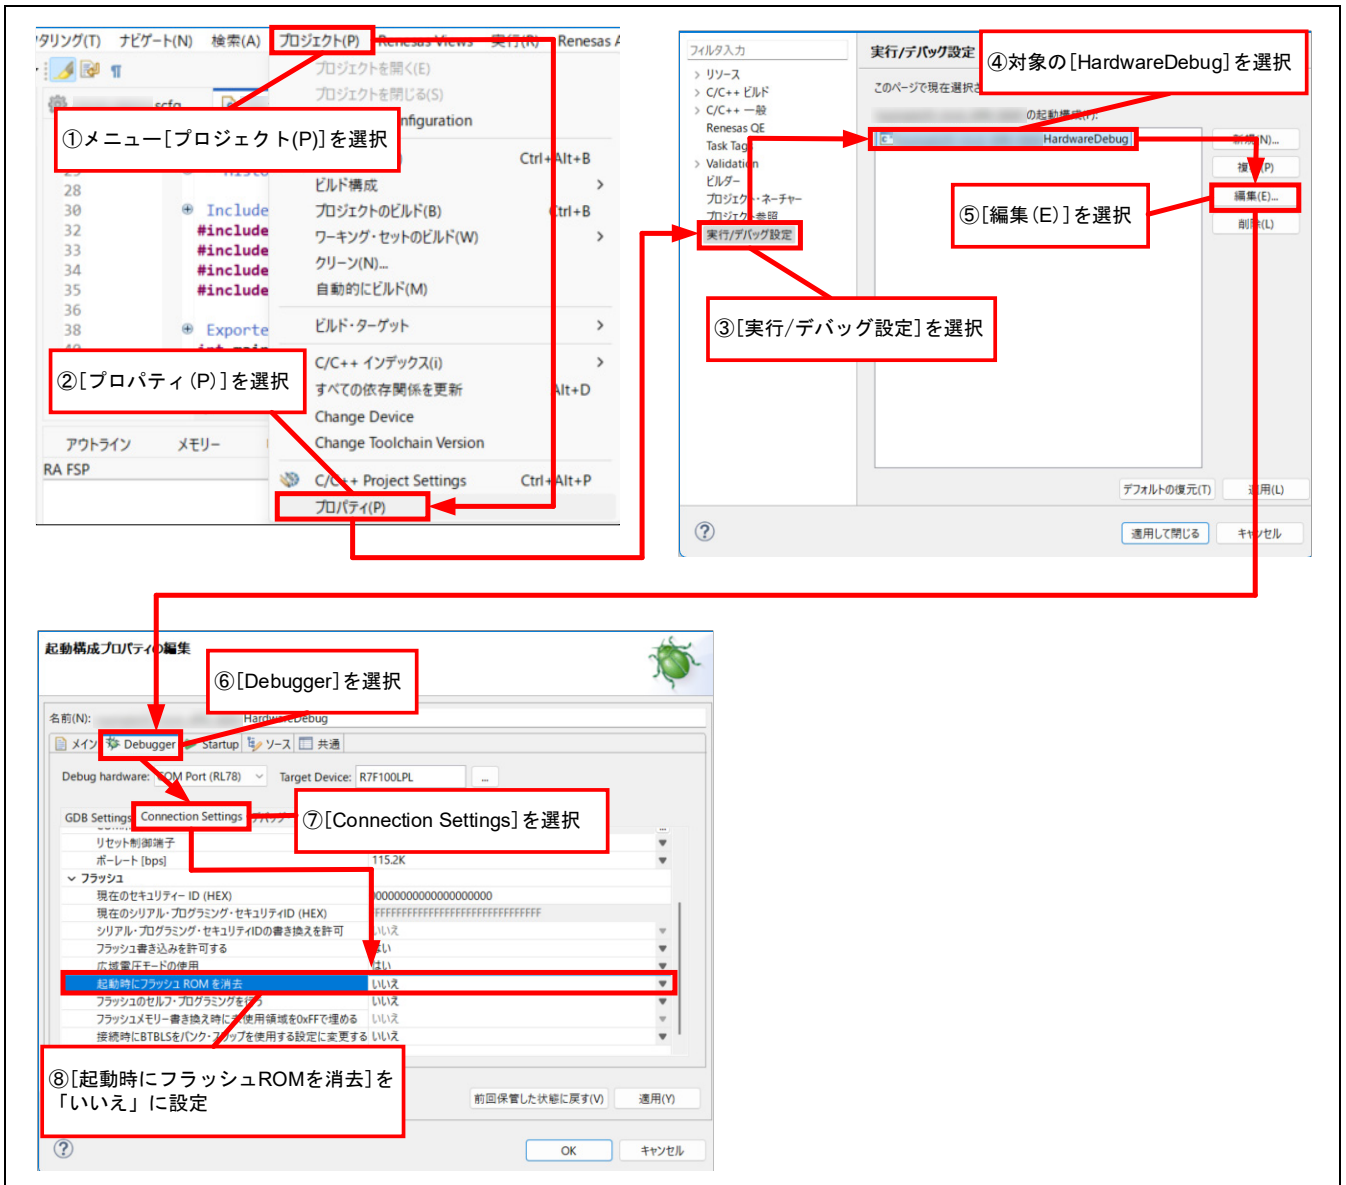 タリング(T) ナビゲート(N) 検索(A) プロジェクト(P) Renesas Views 実行(R) Renesas A
プロジェクトを開く(E)
プロジェクトを閉じる(S)
scfg
nfiguration
①メニュー[プロジェクト(P)]を選択
Ctrl+Alt+B
29 Histo
28 ビルド構成 >
30 Include プロジェクトのビルド(B) Ctrl+B
32 #include ワーキング・セットのビルド(W) >
33 #include
34 #include クリーン(N)...
35 #include 自動的にビルド(M)
36
38 Exporte ビルド・ターゲット >
int main
C/C++ インデックス(i) >
②[プロパティ(P)]を選択
すべての依存関係を更新 Alt+D
Change Device
アウトライン メモリー Change Toolchain Version
RA FSP
C/C++ Project Settings Ctrl+Alt+P
プロパティ(P)
フィルタ入力
実行/デバッグ設定
④対象の[HardwareDebug]を選択
> リソース
> C/C++ ビルド
> C/C++ 一般
Renesas QE
Task Tags
> Validation
ビルダー
プロジェクト・ネーチャー
プロジェクト参照
実行/デバッグ設定
このページで現在選択さ
の起動構成(F):
HardwareDebug
新規(N)...
複製(P)
編集(E)...
削除(L)
⑤[編集(E)]を選択
③[実行/デバッグ設定]を選択
デフォルトの復元(T) 適用(L)
適用して閉じる キャンセル
起動構成プロパティの編集
⑥[Debugger]を選択
名前(N): HardwareDebug
メイン Debugger Startup ソース 共通
Debug hardware: COM Port (RL78) Target Device: R7F100LPL ...
GDB Settings Connection Settings デバッグ
⑦[Connection Settings]を選択
リセット制御端子
ボーレート [bps] 115.2K
フラッシュ
現在のセキュリティー ID (HEX) 00000000000000000000
現在のシリアル・プログラミング・セキュリティID (HEX) FFFFFFFFFFFFFFFFFFFFFFFFFFFFFFFF
シリアル・プログラミング・セキュリティIDの書き換えを許可 いいえ
フラッシュ書き込みを許可する はい
広域電圧モードの使用 はい
起動時にフラッシュ ROM を消去 いいえ
フラッシュのセルフ・プログラミングを行う いいえ
フラッシュメモリー書き換え時に未使用領域を0xFFで埋める いいえ
接続時にBTBLSをバンク・スワップを使用する設定に変更する いいえ
⑧[起動時にフラッシュROMを消去]を
「いいえ」に設定
前回保管した状態に戻す(V) 適用(Y)
OK キャンセル